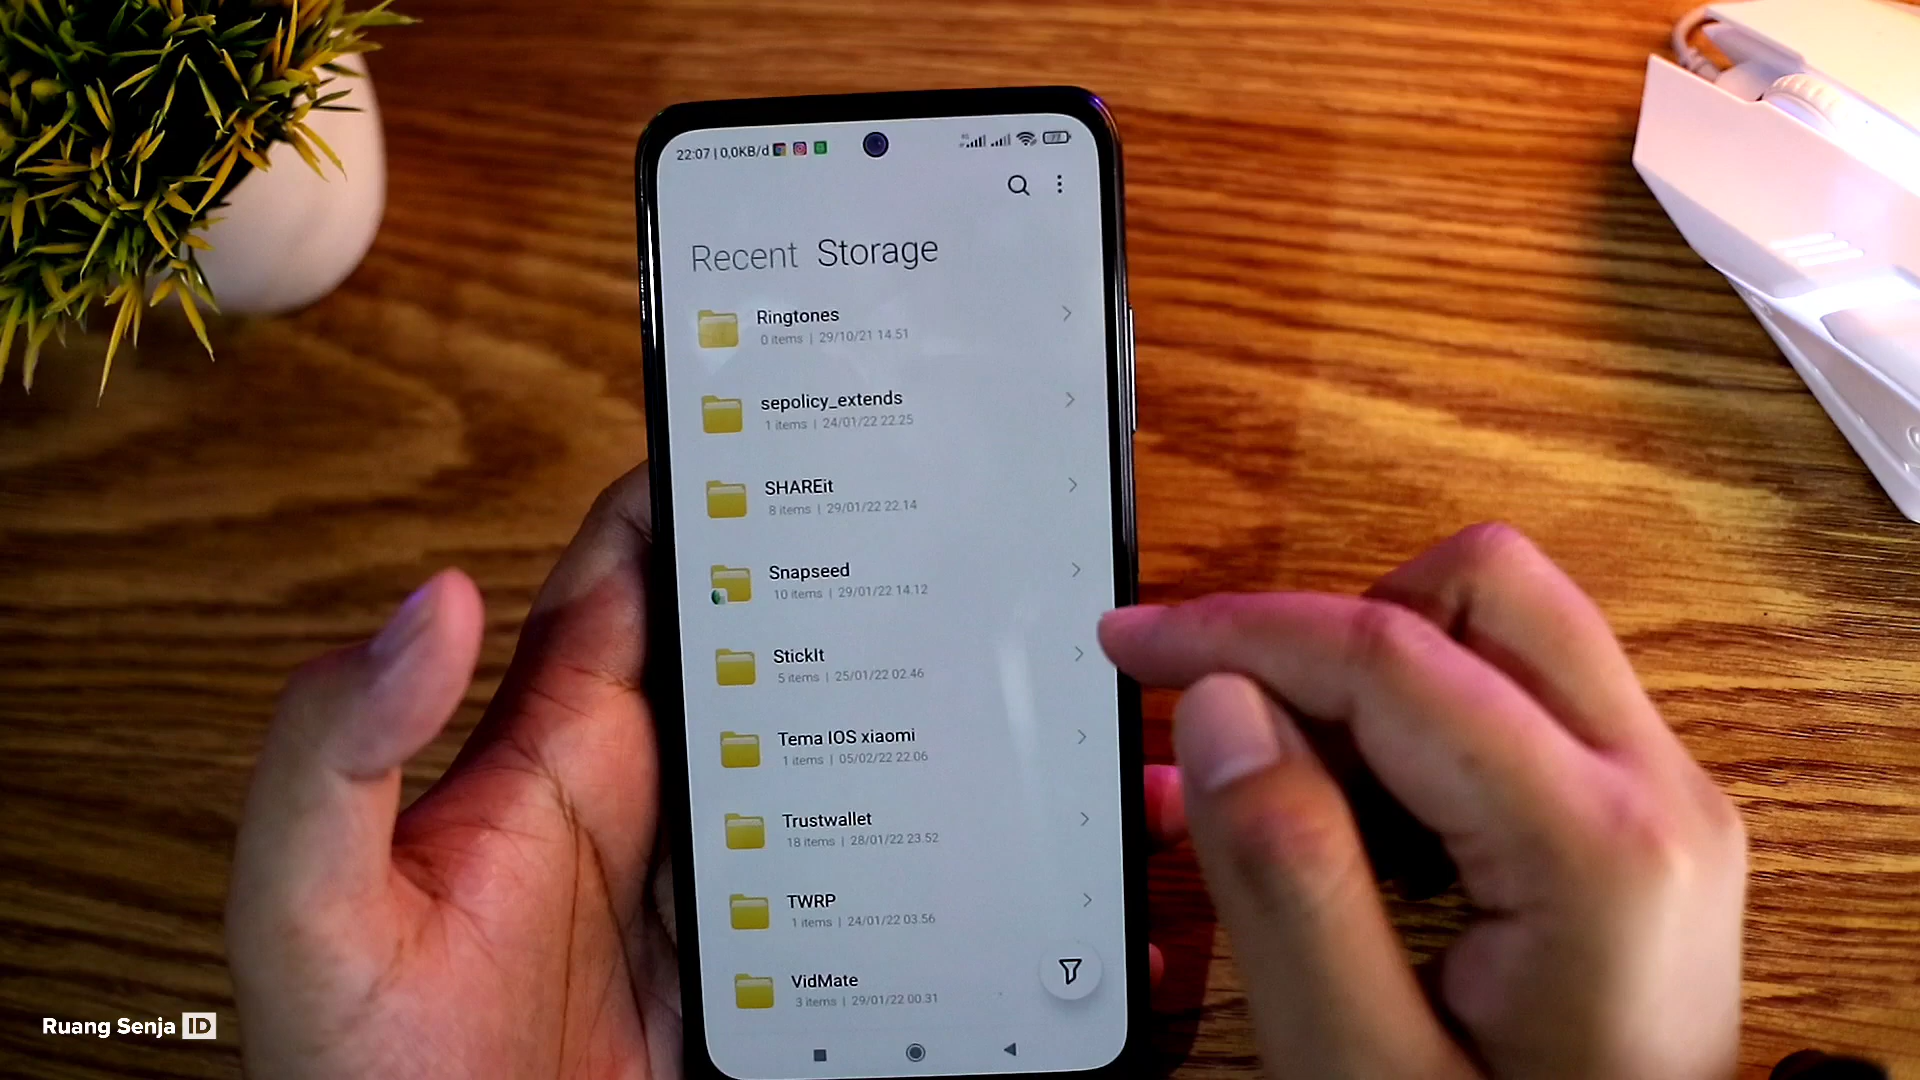 22:07 | 0,0KB/d
77
Recent Storage
Ringtones
0 items | 29/10/21 14.51
sepolicy_extends
1 items | 24/01/22 22.25
SHAREit
8 items | 29/01/22 22.14
Snapseed
10 items | 29/01/22 14.12
StickIt
5 items | 25/01/22 02.46
Tema IOS xiaomi
1 items | 05/02/22 22.06
Trustwallet
18 items | 28/01/22 23.52
TWRP
1 items | 24/01/22 03.56
VidMate
3 items | 29/01/22 00.31
Ruang Senja ID